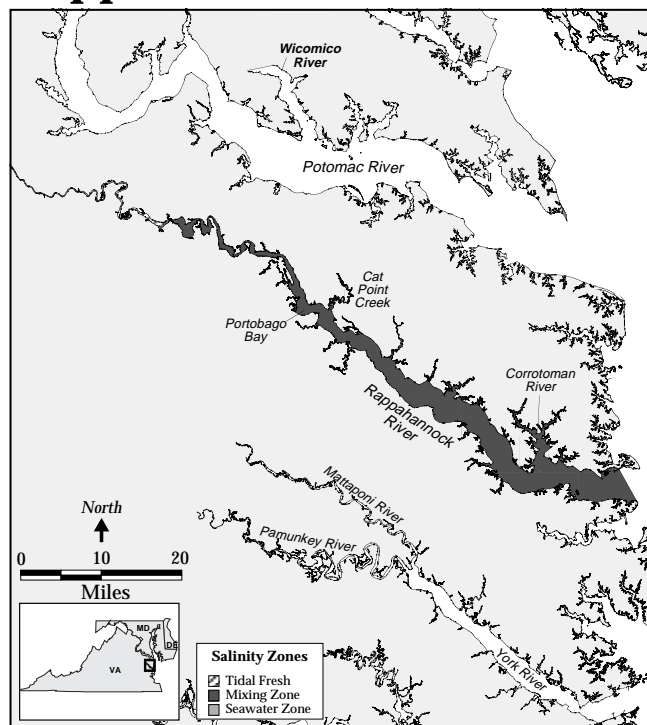 Wicomico
River
Potomac River
Cat
Point
Creek
Portobago
Bay
Corrotoman
River
Rappahannock
River
Mattaponi River
Pamunkey River
York River
North
0 10 20
Miles
MD
DE
VA
Salinity Zones
Tidal Fresh
Mixing Zone
Seawater Zone